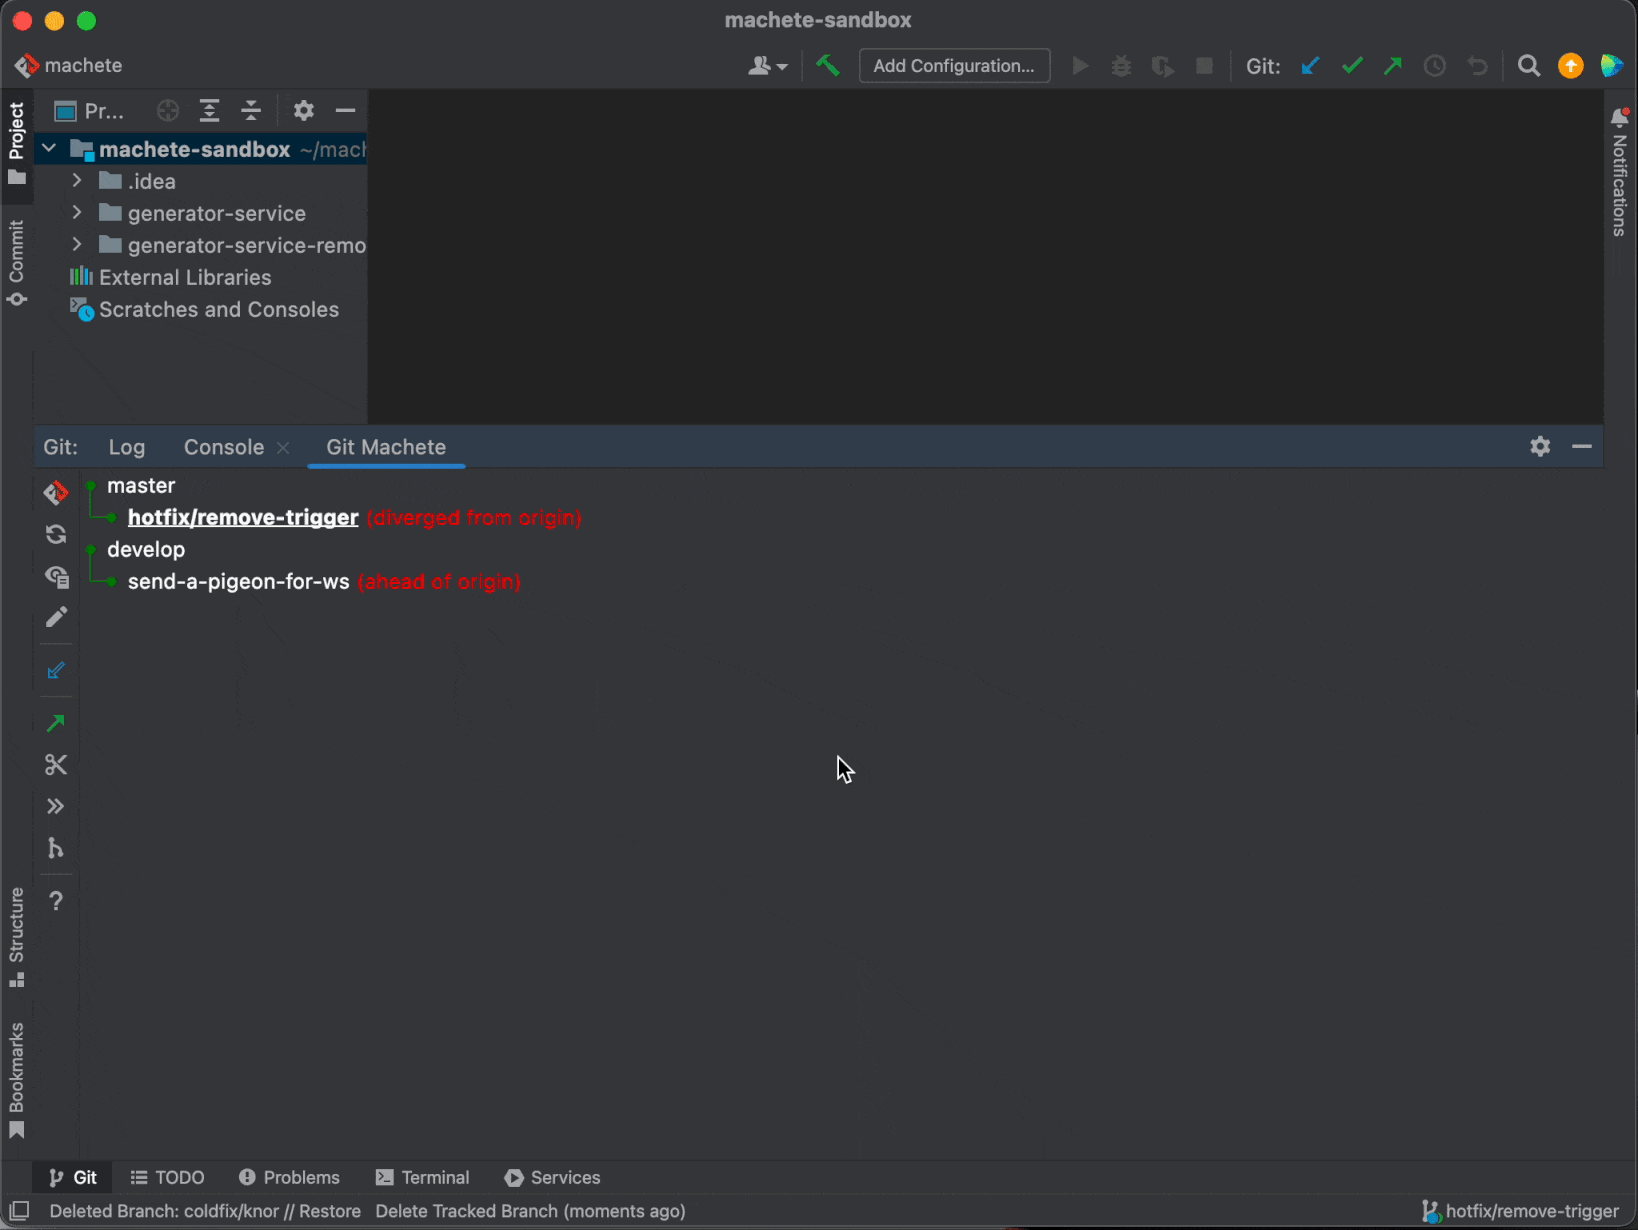 machete-sandbox
machete
Add Configuration...
Git:
Project
Pr...
machete-sandbox ~/mach
.idea
generator-service
generator-service-remo
External Libraries
Scratches and Consoles
Commit
Notifications
Git:
Log
Console
Git Machete
master
hotfix/remove-trigger (diverged from origin)
develop
send-a-pigeon-for-ws (ahead of origin)
?
Structure
Bookmarks
Git
TODO
Problems
Terminal
Services
Deleted Branch: coldfix/knor // Restore Delete Tracked Branch (moments ago)
hotfix/remove-trigger